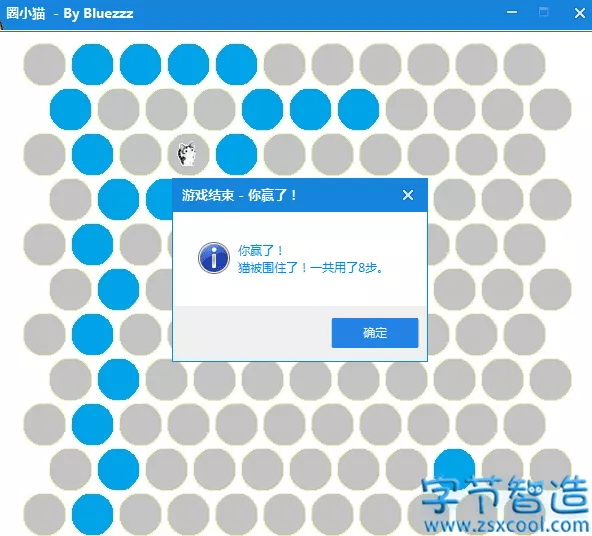 圈小猫 - By Bluezzz
游戏结束 - 你赢了！
你赢了！
猫被围住了！一共用了8步。
确定
字节智造
www.zsxcool.com